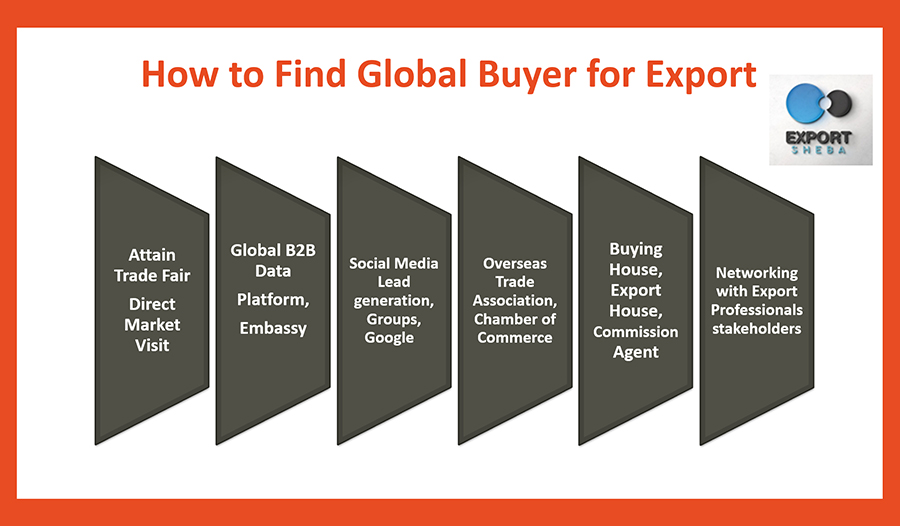 How to Find Global Buyer for Export
EXPORT
SHEBA
Attain
Trade Fair
Direct
Market
Visit
Global B2B
Data
Platform,
Embassy
Social Media
Lead
generation,
Groups,
Google
Overseas
Trade
Association,
Chamber of
Commerce
Buying
House,
Export
House,
Commission
Agent
Networking
with Export
Professionals
stakeholders